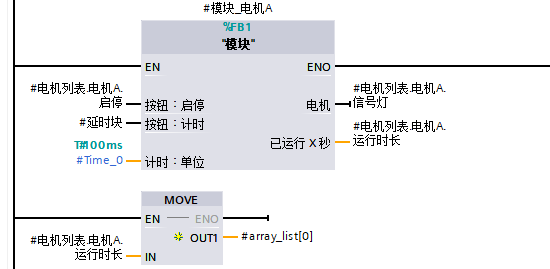 #模块_电机A
%FB1
"模块"
EN
ENO
#电机列表.电机A.
启停
按钮：启停
电机
#电机列表.电机A.
信号灯
#延时块
按钮：计时
已运行 X 秒
#电机列表.电机A.
运行时长
T#100ms
#Time_0
计时：单位
MOVE
EN
ENO
OUT1
#array_list[0]
#电机列表.电机A.
运行时长
IN